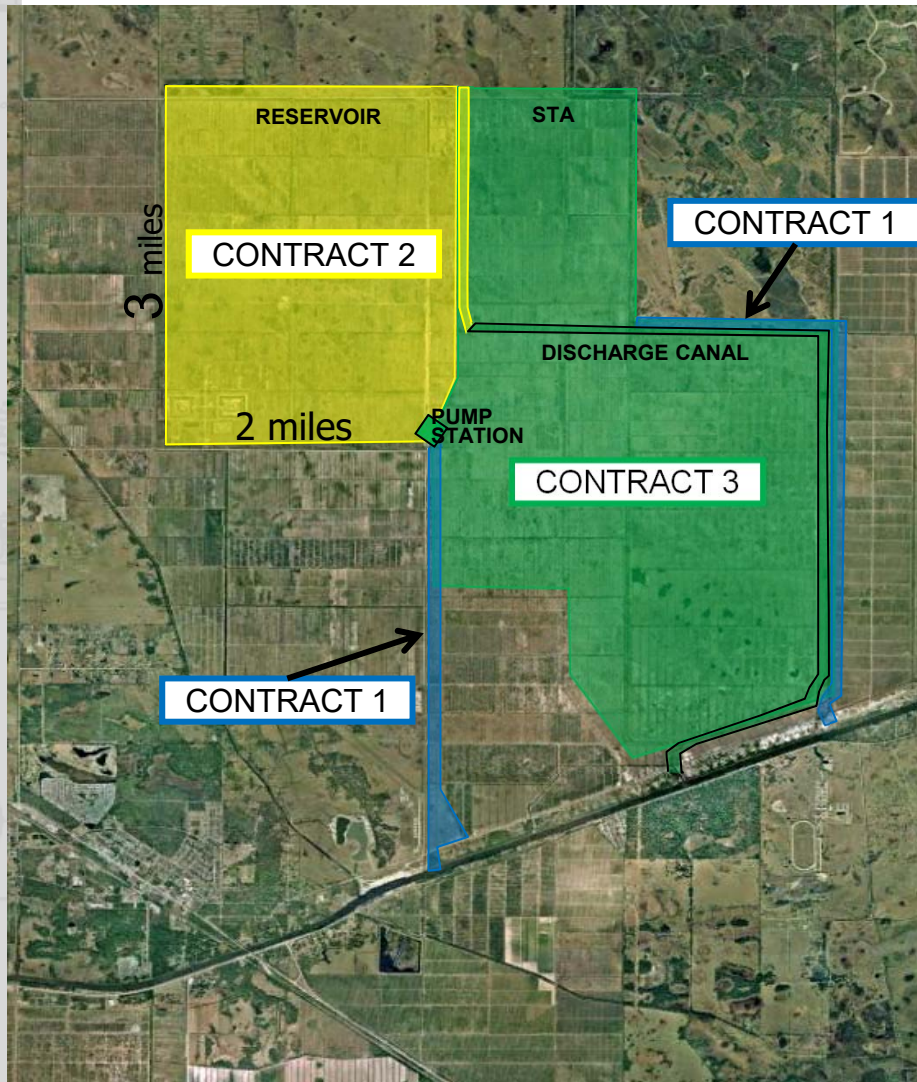 RESERVOIR
STA
CONTRACT 1
CONTRACT 2
3 miles
DISCHARGE CANAL
2 miles
PUMP
STATION
CONTRACT 3
CONTRACT 1